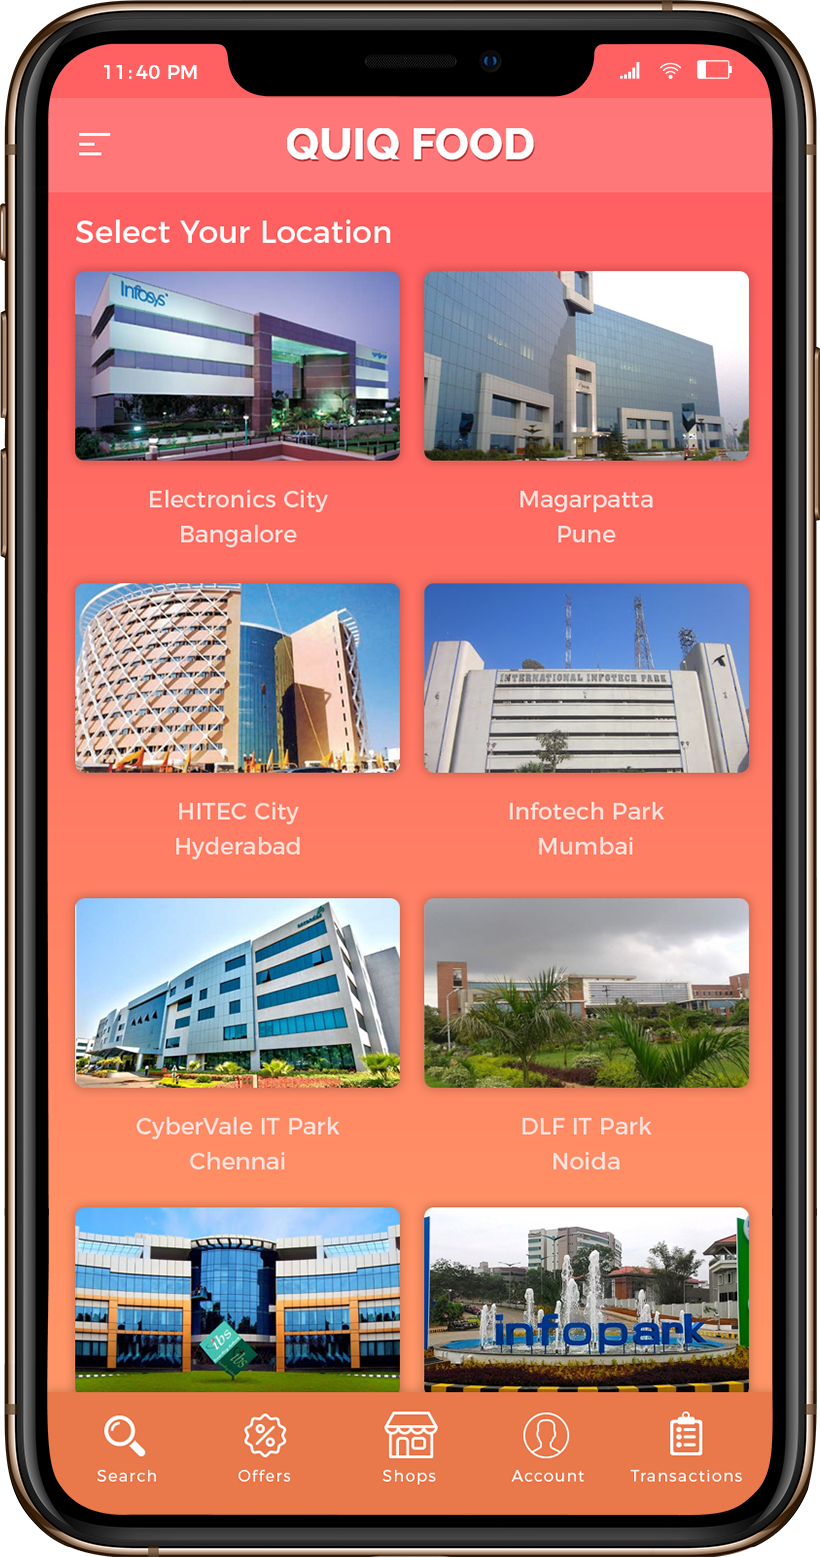 11:40 PM
QUIQ FOOD
Select Your Location
Infosys
Electronics City
Bangalore
Magarpatta
Pune
INTERNATIONAL INFOTECH PARK
HITEC City
Hyderabad
Infotech Park
Mumbai
CyberVale IT Park
Chennai
DLF IT Park
Noida
ibs
ibs
infopark
Search
Offers
Shops
Account
Transactions